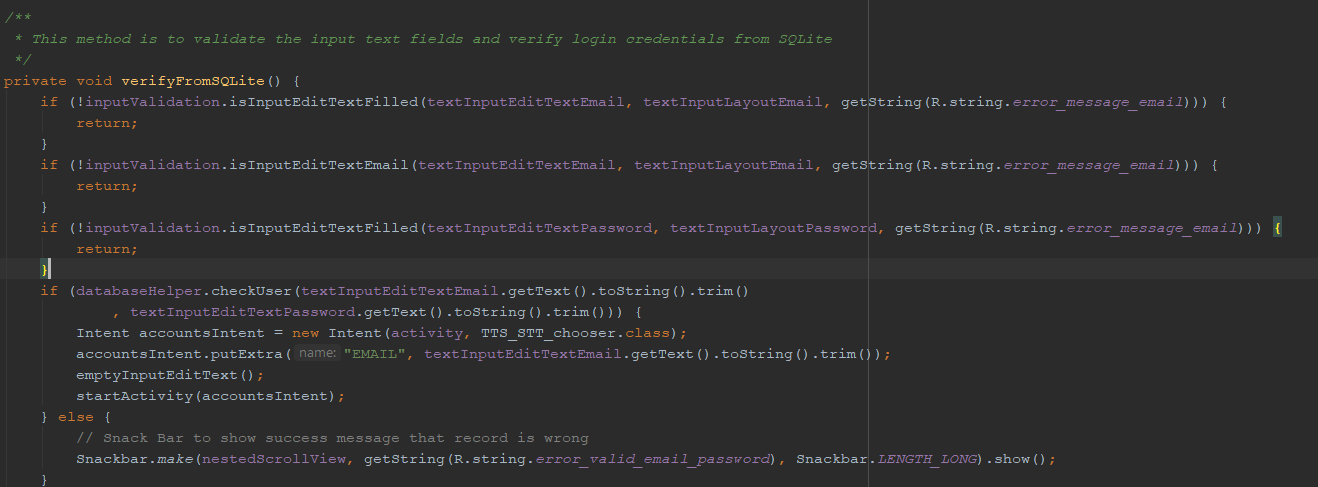 /**
 * This method is to validate the input text fields and verify login credentials from SQLite
 */
private void verifyFromSQLite() {
    if (!inputValidation.isInputEditTextFilled(textInputEditTextEmail, textInputLayoutEmail, getString(R.string.error_message_email))) {
        return;
    }
    if (!inputValidation.isInputEditTextEmail(textInputEditTextEmail, textInputLayoutEmail, getString(R.string.error_message_email))) {
        return;
    }
    if (!inputValidation.isInputEditTextFilled(textInputEditTextPassword, textInputLayoutPassword, getString(R.string.error_message_email))) {
        return;
    }
    if (databaseHelper.checkUser(textInputEditTextEmail.getText().toString().trim()
            , textInputEditTextPassword.getText().toString().trim())) {
        Intent accountsIntent = new Intent(activity, TTS_STT_chooser.class);
        accountsIntent.putExtra( name: "EMAIL", textInputEditTextEmail.getText().toString().trim());
        emptyInputEditText();
        startActivity(accountsIntent);
    } else {
        // Snack Bar to show success message that record is wrong
        Snackbar.make(nestedScrollView, getString(R.string.error_valid_email_password), Snackbar.LENGTH_LONG).show();
    }